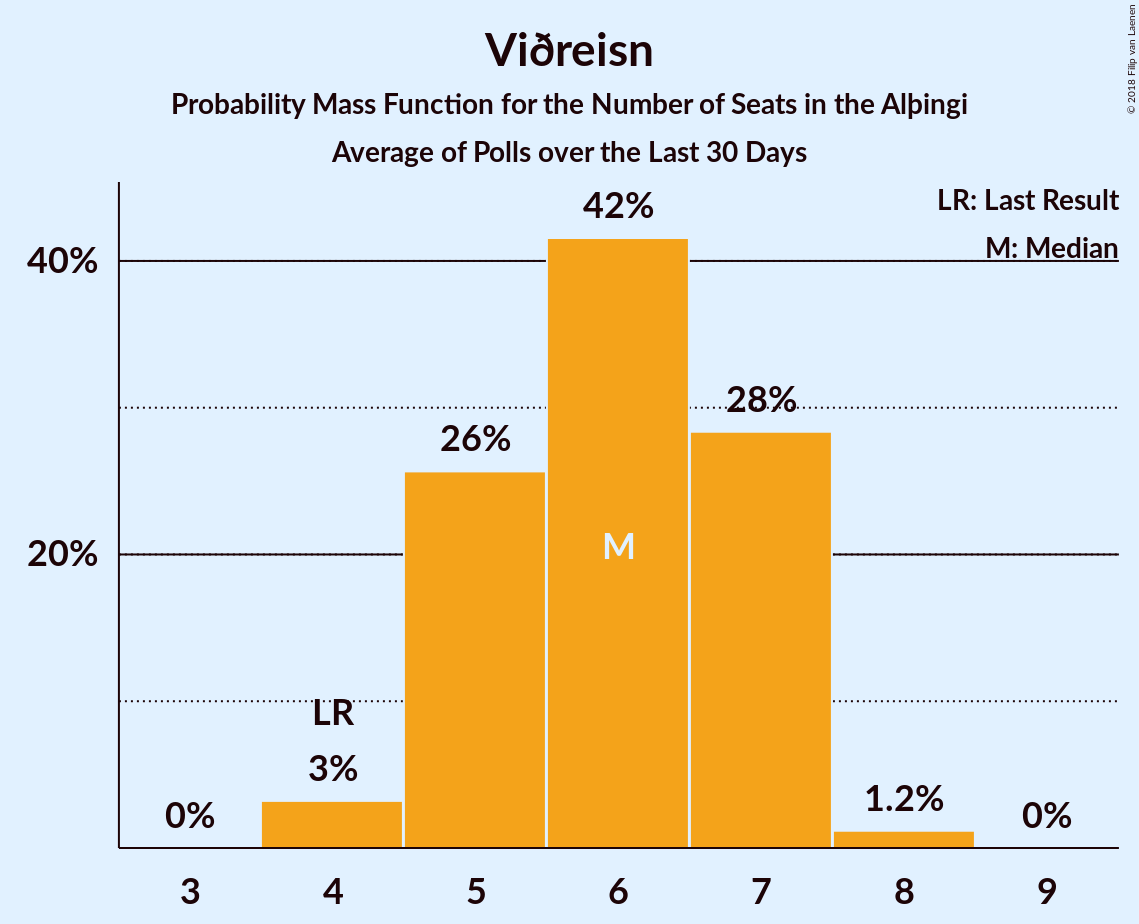 Viðreisn
Probability Mass Function for the Number of Seats in the Alþingi
Average of Polls over the Last 30 Days
© 2018 Filip van Laenen
LR: Last Result
M: Median
40%
20%
0%
LR
3%
26%
42%
M
28%
1.2%
0%
3 4 5 6 7 8 9